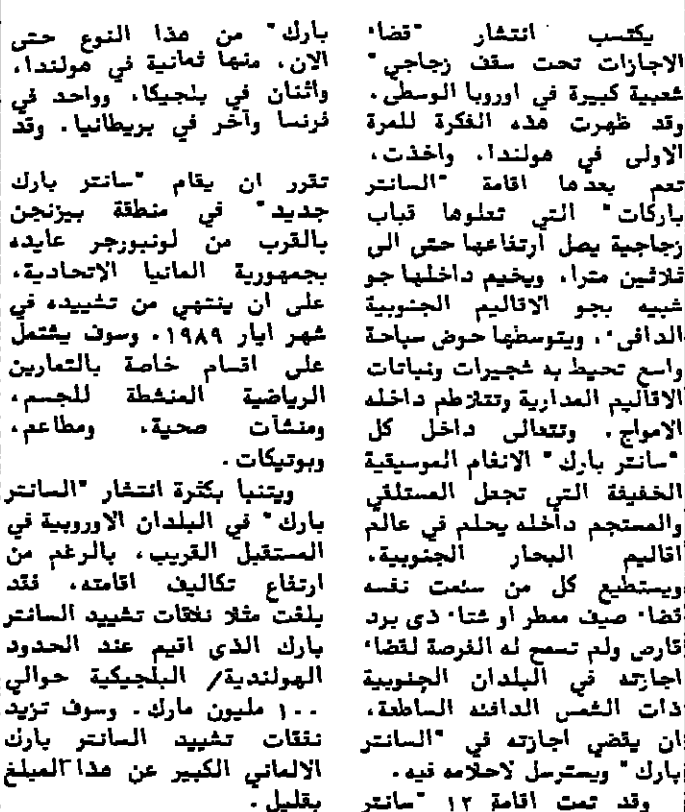 يكتسب انتشار "قضاء
الاجازات تحت سقف زجاجي"
شعبية كبيرة في اوروبا الوسطى.
وقد ظهرت هذه الفكرة للمرة
الاولى في هولندا. واخذت،
تعم بعدها اقامة "السانتر
باركات" التي تعلوها قباب
زجاجية يصل أرتفاعها حتى الى
ثلاثين مترا. ويخيم داخلها جو
شبيه بجو الاقاليم الجنوبية
الدافىء. ويتوسطها حوض سباحة
واسع تحيط به شجيرات ونباتات
الاقاليم المدارية وتتلاطم داخله
الامواج. وتتعالى داخل كل
"سانتر بارك" الانغام الموسيقية
الخفيفة التي تجعل المستلقي
والمستجم داخله يحلم في عالم
اقاليم البحار الجنوبية.
ويستطيع كل من سئمت نفسه
قضاء صيف ممطر او شتاء ذى برد
قارص ولم تسمح له الفرصة لقضاء
اجازته في البلدان الجنوبية
ذات الشمس الدافئه الساطعة،
ان يقضي اجازته في "السانتر
بارك" ويسترسل لاحلامه فيه.
وقد تمت اقامة ١٢ "سانتر
بارك" من هذا النوع حتى
الان، منها ثمانية في هولندا،
واثنان في بلجيكا، وواحد في
فرنسا وآخر في بريطانيا. وقد
تقرر ان يقام "سانتر بارك
جديد" في منطقة بيزنجن
بالقرب من لونبورجر هايده
بجمهورية المانيا الاتحادية،
على ان ينتهي من تشييده في
شهر ايار ١٩٨٩. وسوف يشتمل
على اقسام خاصة بالتمارين
الرياضية المنشطة للجسم،
ومنشآت صحية، ومطاعم،
وبوتيكات.
ويتنبا بكثرة انتشار "السانتر
بارك" في البلدان الاوروبية في
المستقبل القريب، بالرغم من
ارتفاع تكاليف اقامته، فقد
بلغت مثلا نفقات تشييد السانتر
بارك الذي اقيم عند الحدود
الهولندية/ البلجيكية حوالي
١٠٠ مليون مارك. وسوف تزيد
نفقات تشييد السانتر بارك
الالماني الكبير عن هذا المبلغ
بقليل.